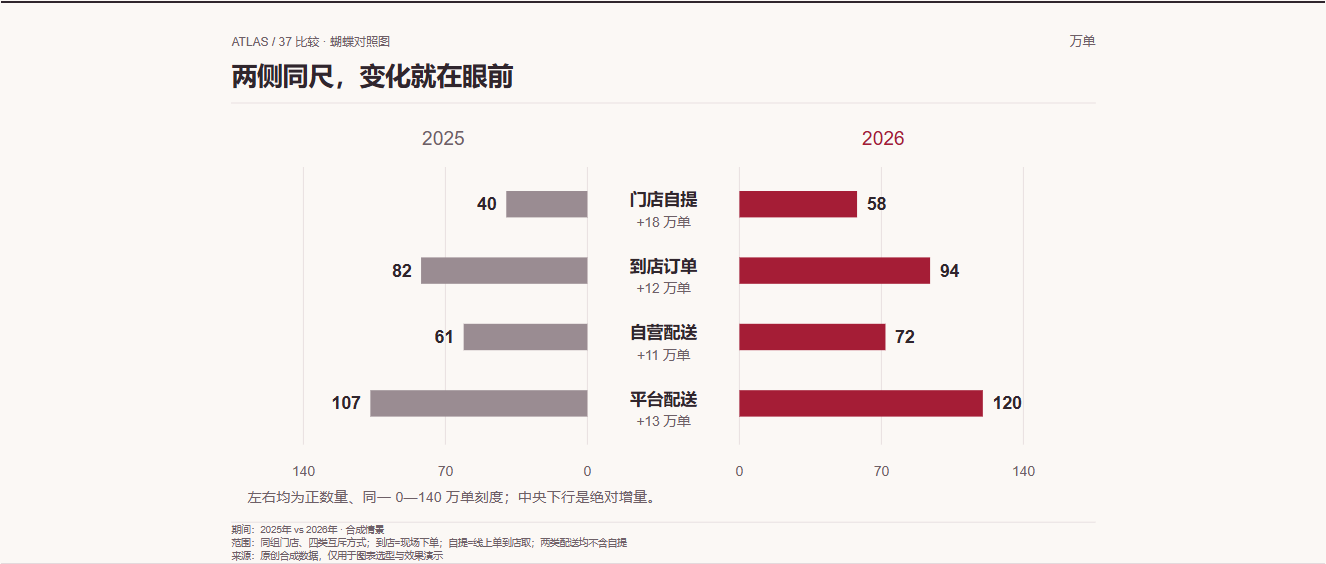 ATLAS / 37 比较 · 蝴蝶对照图
万单
两侧同尺，变化就在眼前
2025
2026
40
门店自提
58
+18 万单
82
到店订单
94
+12 万单
61
自营配送
72
+11 万单
107
平台配送
120
+13 万单
140
70
0
0
70
140
左右均为正数量、同一 0—140 万单刻度；中央下行是绝对增量。
期间：2025年 vs 2026年 · 合成情景
范围：同组门店、四类互斥方式；到店=现场下单；自提=线上单到店取；两类配送均不含自提
来源：原创合成数据，仅用于图表选型与效果演示